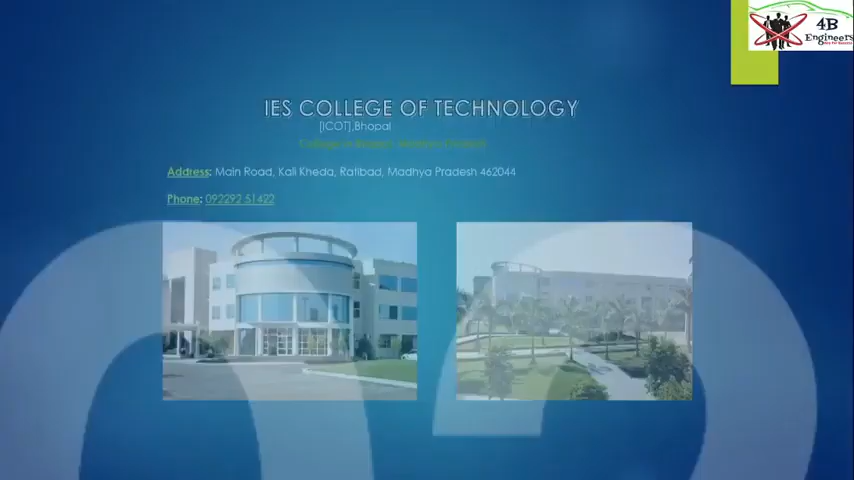 4B
Engineers
IES COLLEGE OF TECHNOLOGY
[ICOT],Bhopal
Address: Main Road, Kali Kheda, Ratibad, Madhya Pradesh 462044
Phone: 092292 51422